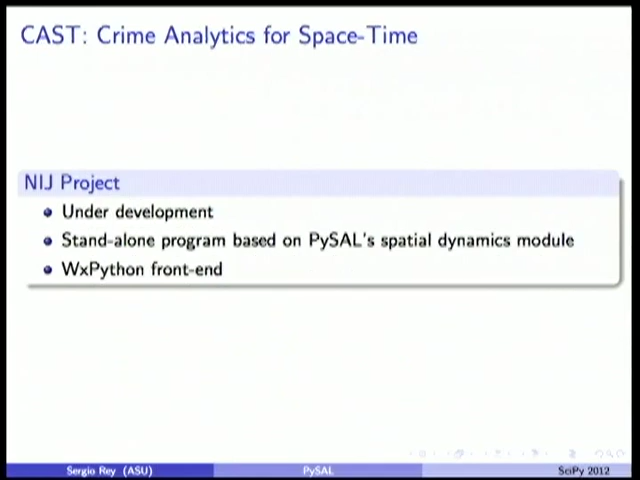 CAST: Crime Analytics for Space-Time
NIJ Project
Under development
Stand-alone program based on PySAL's spatial dynamics module
WxPython front-end
Sergio Rey (ASU)
PySAL
SciPy 2012